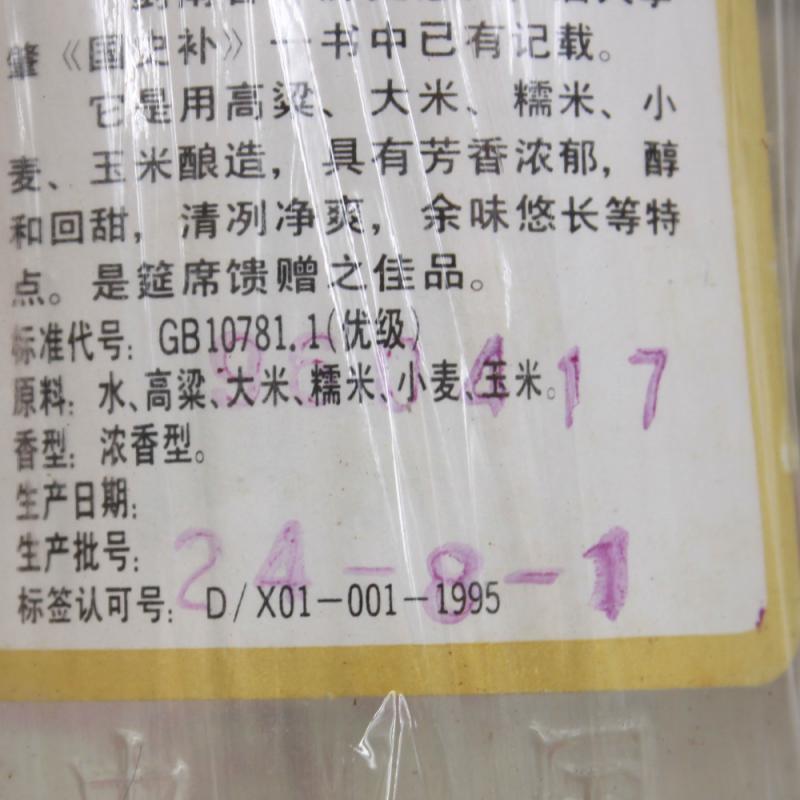 肇《国史补》一书中已有记载。
它是用高粱、大米、糯米、小
麦、玉米酿造，具有芳香浓郁，醇
和回甜，清冽净爽，余味悠长等特
点。是筵席馈赠之佳品。
标准代号：GB10781.1(优级)
960417
原料：水、高粱、大米、糯米、小麦、玉米。
香型：浓香型。
生产日期：
生产批号：
24-8-1
标签认可号：D/X01-001-1995
中国